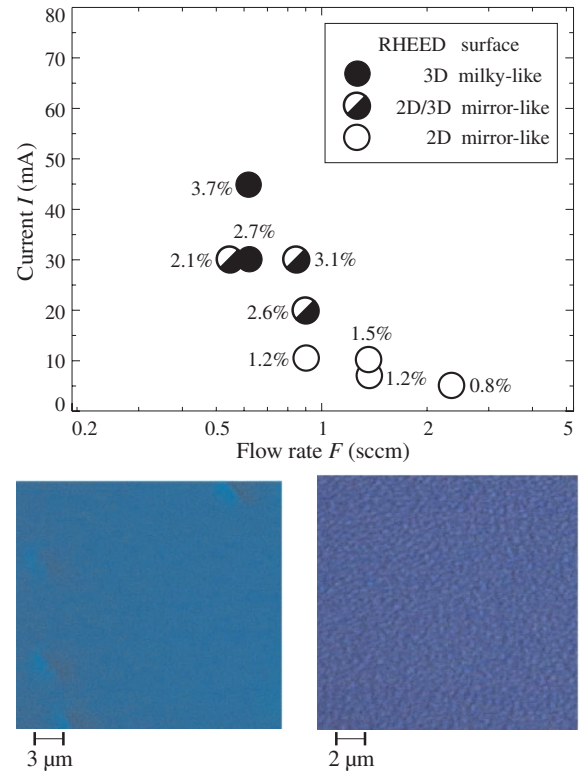 80
70
60
50
40
30
20
10
0
Current I (mA)
RHEED surface
3D milky-like
2D/3D mirror-like
2D mirror-like
3.7%
2.7%
2.1%
3.1%
2.6%
1.5%
1.2%
1.2%
0.8%
0.2 0.5 1 2 5
Flow rate F (sccm)
3 μm
2 μm